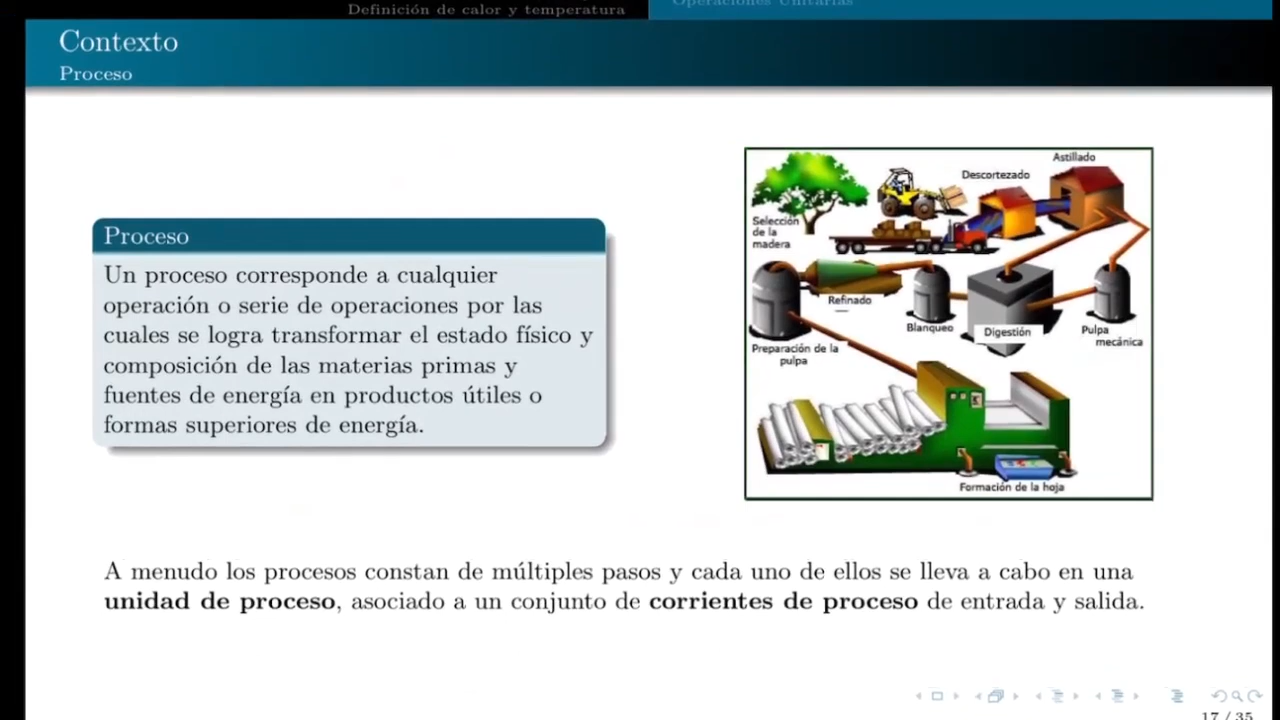 Definición de calor y temperatura
Operaciones Unitarias
Contexto
Proceso
Proceso
Un proceso corresponde a cualquier
operación o serie de operaciones por las
cuales se logra transformar el estado físico y
composición de las materias primas y
fuentes de energía en productos útiles o
formas superiores de energía.
Astillado
Descortezado
Selección
de la
madera
Refinado
Blanqueo
Digestión
Pulpa
mecánica
Preparación de la
pulpa
Formación de la hoja
A menudo los procesos constan de múltiples pasos y cada uno de ellos se lleva a cabo en una
unidad de proceso, asociado a un conjunto de corrientes de proceso de entrada y salida.
17 / 35